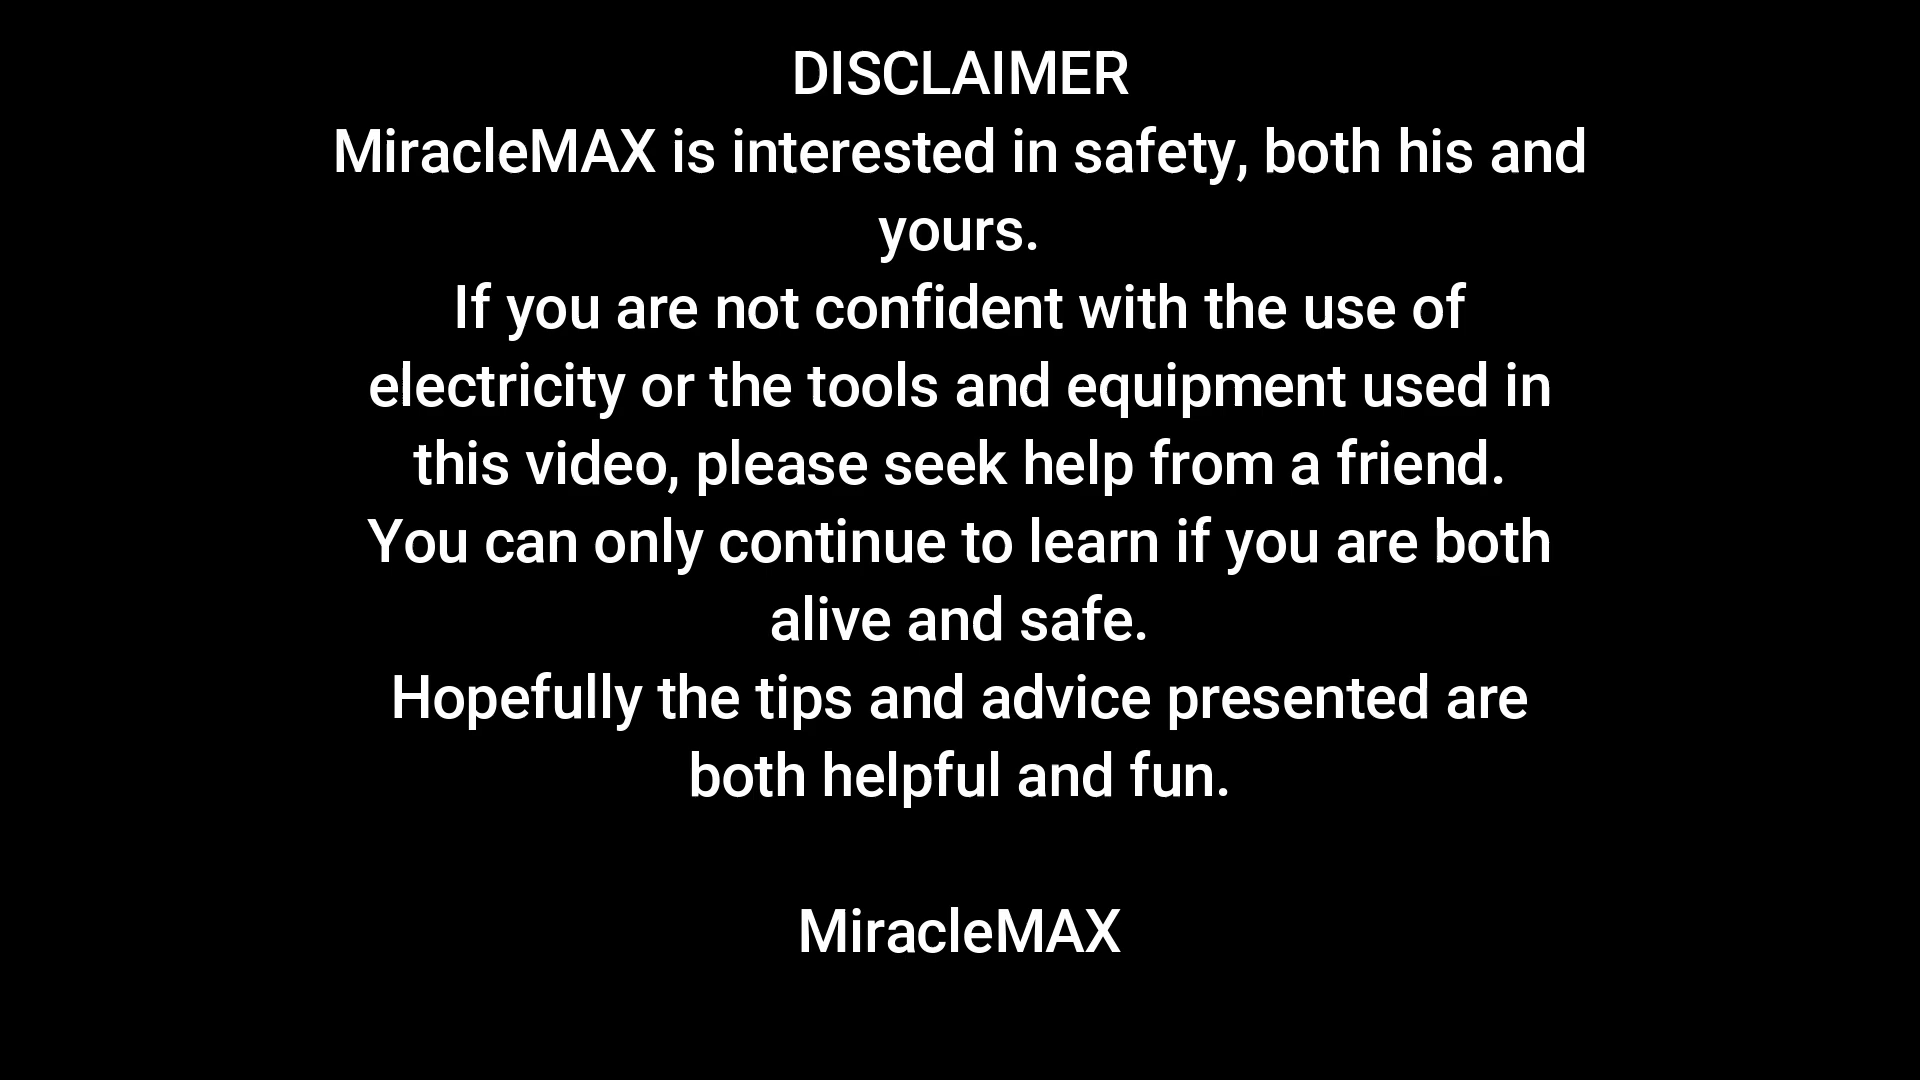 DISCLAIMER
MiracleMAX is interested in safety, both his and
yours.
If you are not confident with the use of
electricity or the tools and equipment used in
this video, please seek help from a friend.
You can only continue to learn if you are both
alive and safe.
Hopefully the tips and advice presented are
both helpful and fun.
MiracleMAX